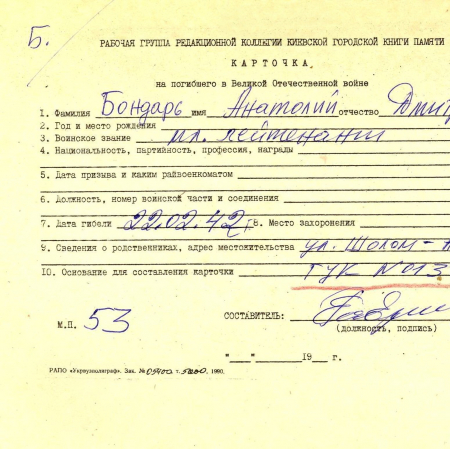 Б.
РАБОЧАЯ ГРУППА РЕДАКЦИОННОЙ КОЛЛЕГИИ КИЕВСКОЙ ГОРОДСКОЙ КНИГИ ПАМЯТИ
КАРТОЧКА
на погибшего в Великой Отечественной войне
1. Фамилия Бондарь имя Анатолий отчество Дмит
2. Год и место рождения
3. Воинское звание мл. лейтенант
4. Национальность, партийность, профессия, награды
5. Дата призыва и каким райвоенкоматом
6. Должность, номер воинской части и соединения
7. Дата гибели 22.02.42 г. 8. Место захоронения
9. Сведения о родственниках, адрес местожительства ул. Шолом-А
10. Основание для составления карточки ГУК №013
СОСТАВИТЕЛЬ:
(должность, подпись)
М.П. 53
"___"________19__ г.
РАПО «Укрвузполиграф». Зак. № 0400 т. 5000. 1990.